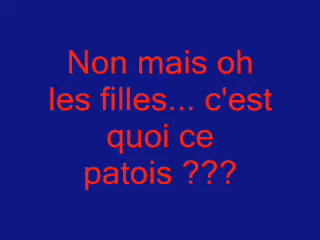 Non mais oh
les filles... c'est
quoi ce
patois ???